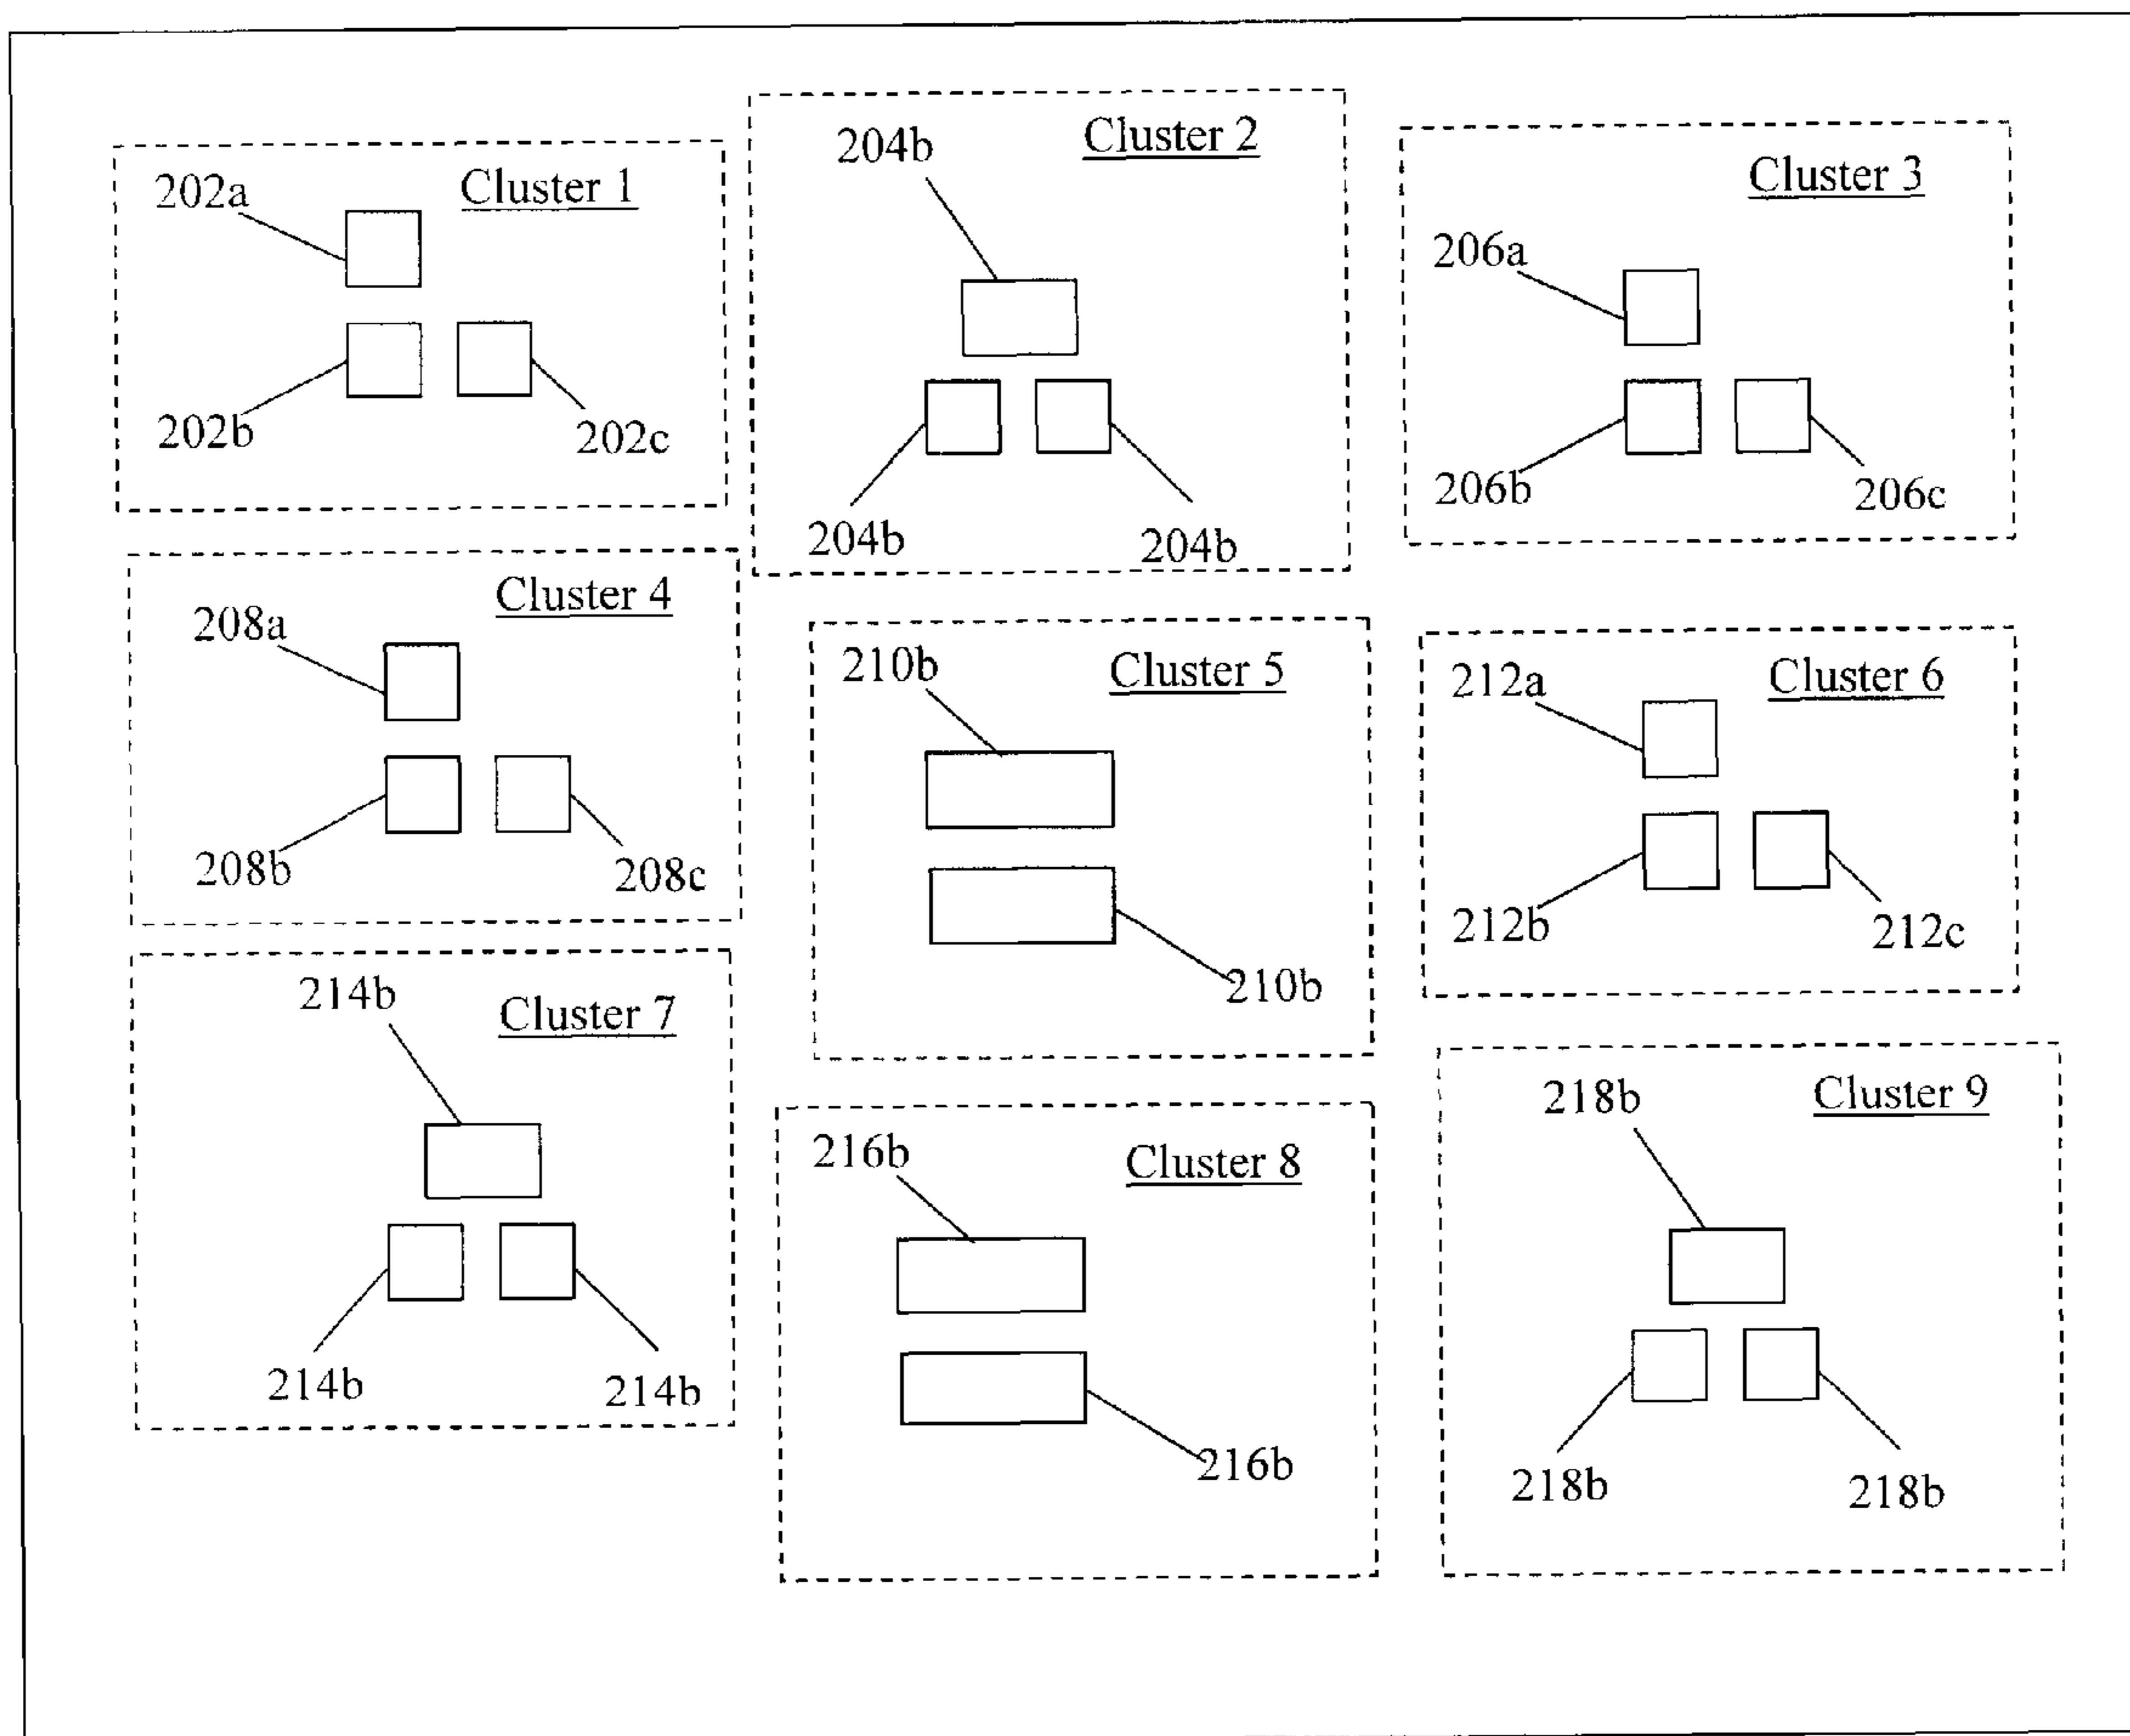 Cluster 1
202a
202b
202c
Cluster 2
204b
204b
204b
Cluster 3
206a
206b
206c
Cluster 4
208a
208b
208c
Cluster 5
210b
210b
Cluster 6
212a
212b
212c
Cluster 7
214b
214b
214b
Cluster 8
216b
216b
Cluster 9
218b
218b
218b